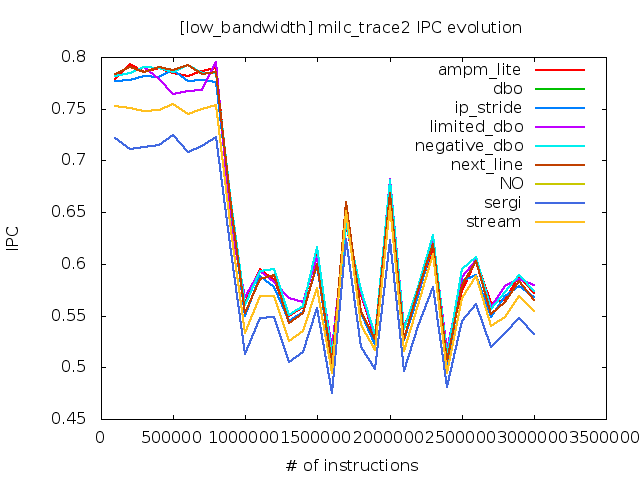 [low_bandwidth] milc_trace2 IPC evolution
0.8
0.75
0.7
0.65
0.6
0.55
0.5
0.45
IPC
ampm_lite
dbo
ip_stride
limited_dbo
negative_dbo
next_line
NO
sergi
stream
0 500000 1000000 1500000 2000000 2500000 3000000 3500000
# of instructions